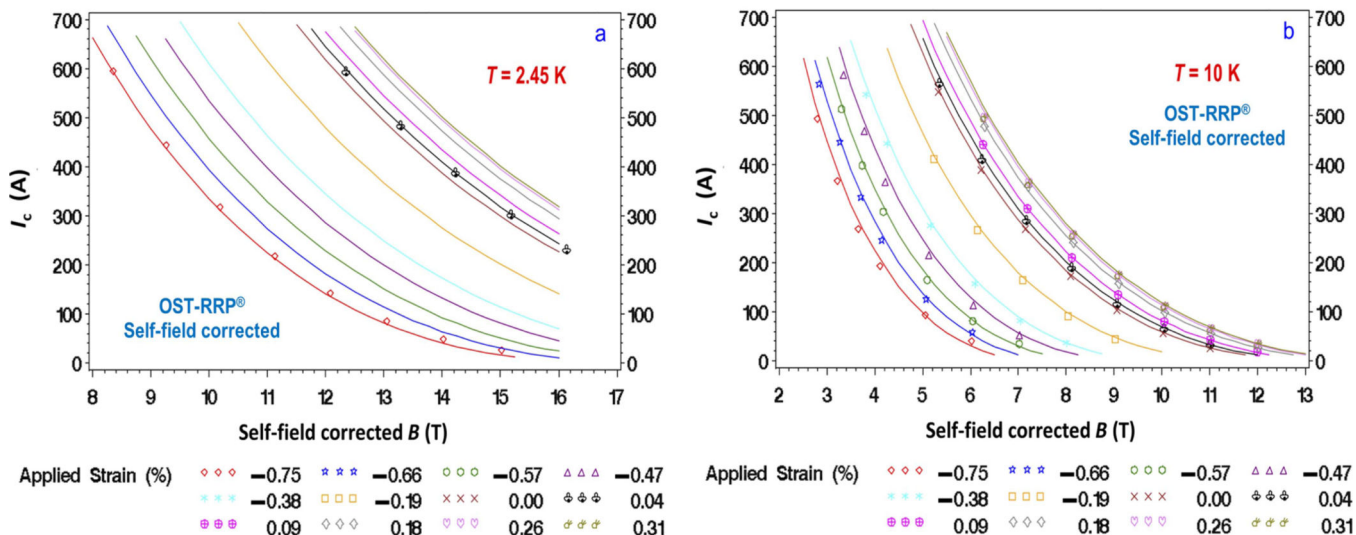 a
T = 2.45 K
OST-RRP®
Self-field corrected
Ic (A)
700 600 500 400 300 200 100 0
700 600 500 400 300 200 100 0
8 9 10 11 12 13 14 15 16 17
Self-field corrected B (T)
Applied Strain (%) −0.75 −0.66 −0.57 −0.47
−0.38 −0.19 0.00 0.04
0.09 0.18 0.26 0.31
b
T = 10 K
OST-RRP®
Self-field corrected
Ic (A)
700 600 500 400 300 200 100 0
700 600 500 400 300 200 100 0
2 3 4 5 6 7 8 9 10 11 12 13
Self-field corrected B (T)
Applied Strain (%) −0.75 −0.66 −0.57 −0.47
−0.38 −0.19 0.00 0.04
0.09 0.18 0.26 0.31